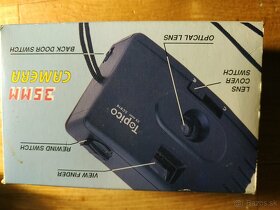 35MM
CAMERA
BACK DOOR SWITCH
OPTICAL LENS
LENS
COVER
SWITCH
REWIND SWITCH
VIEW FINDER
Topico
bazos.sk